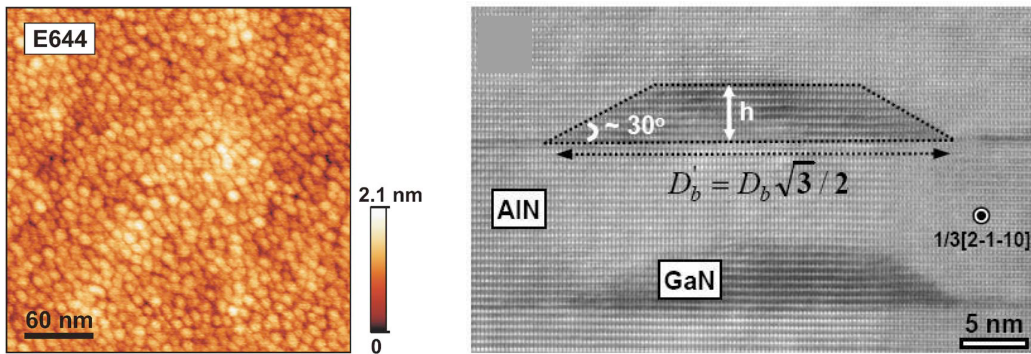 E644
2.1 nm
0
60 nm
h
~ 30°
D'b = Db√3/2
AlN
1/3[2-1-10]
GaN
5 nm